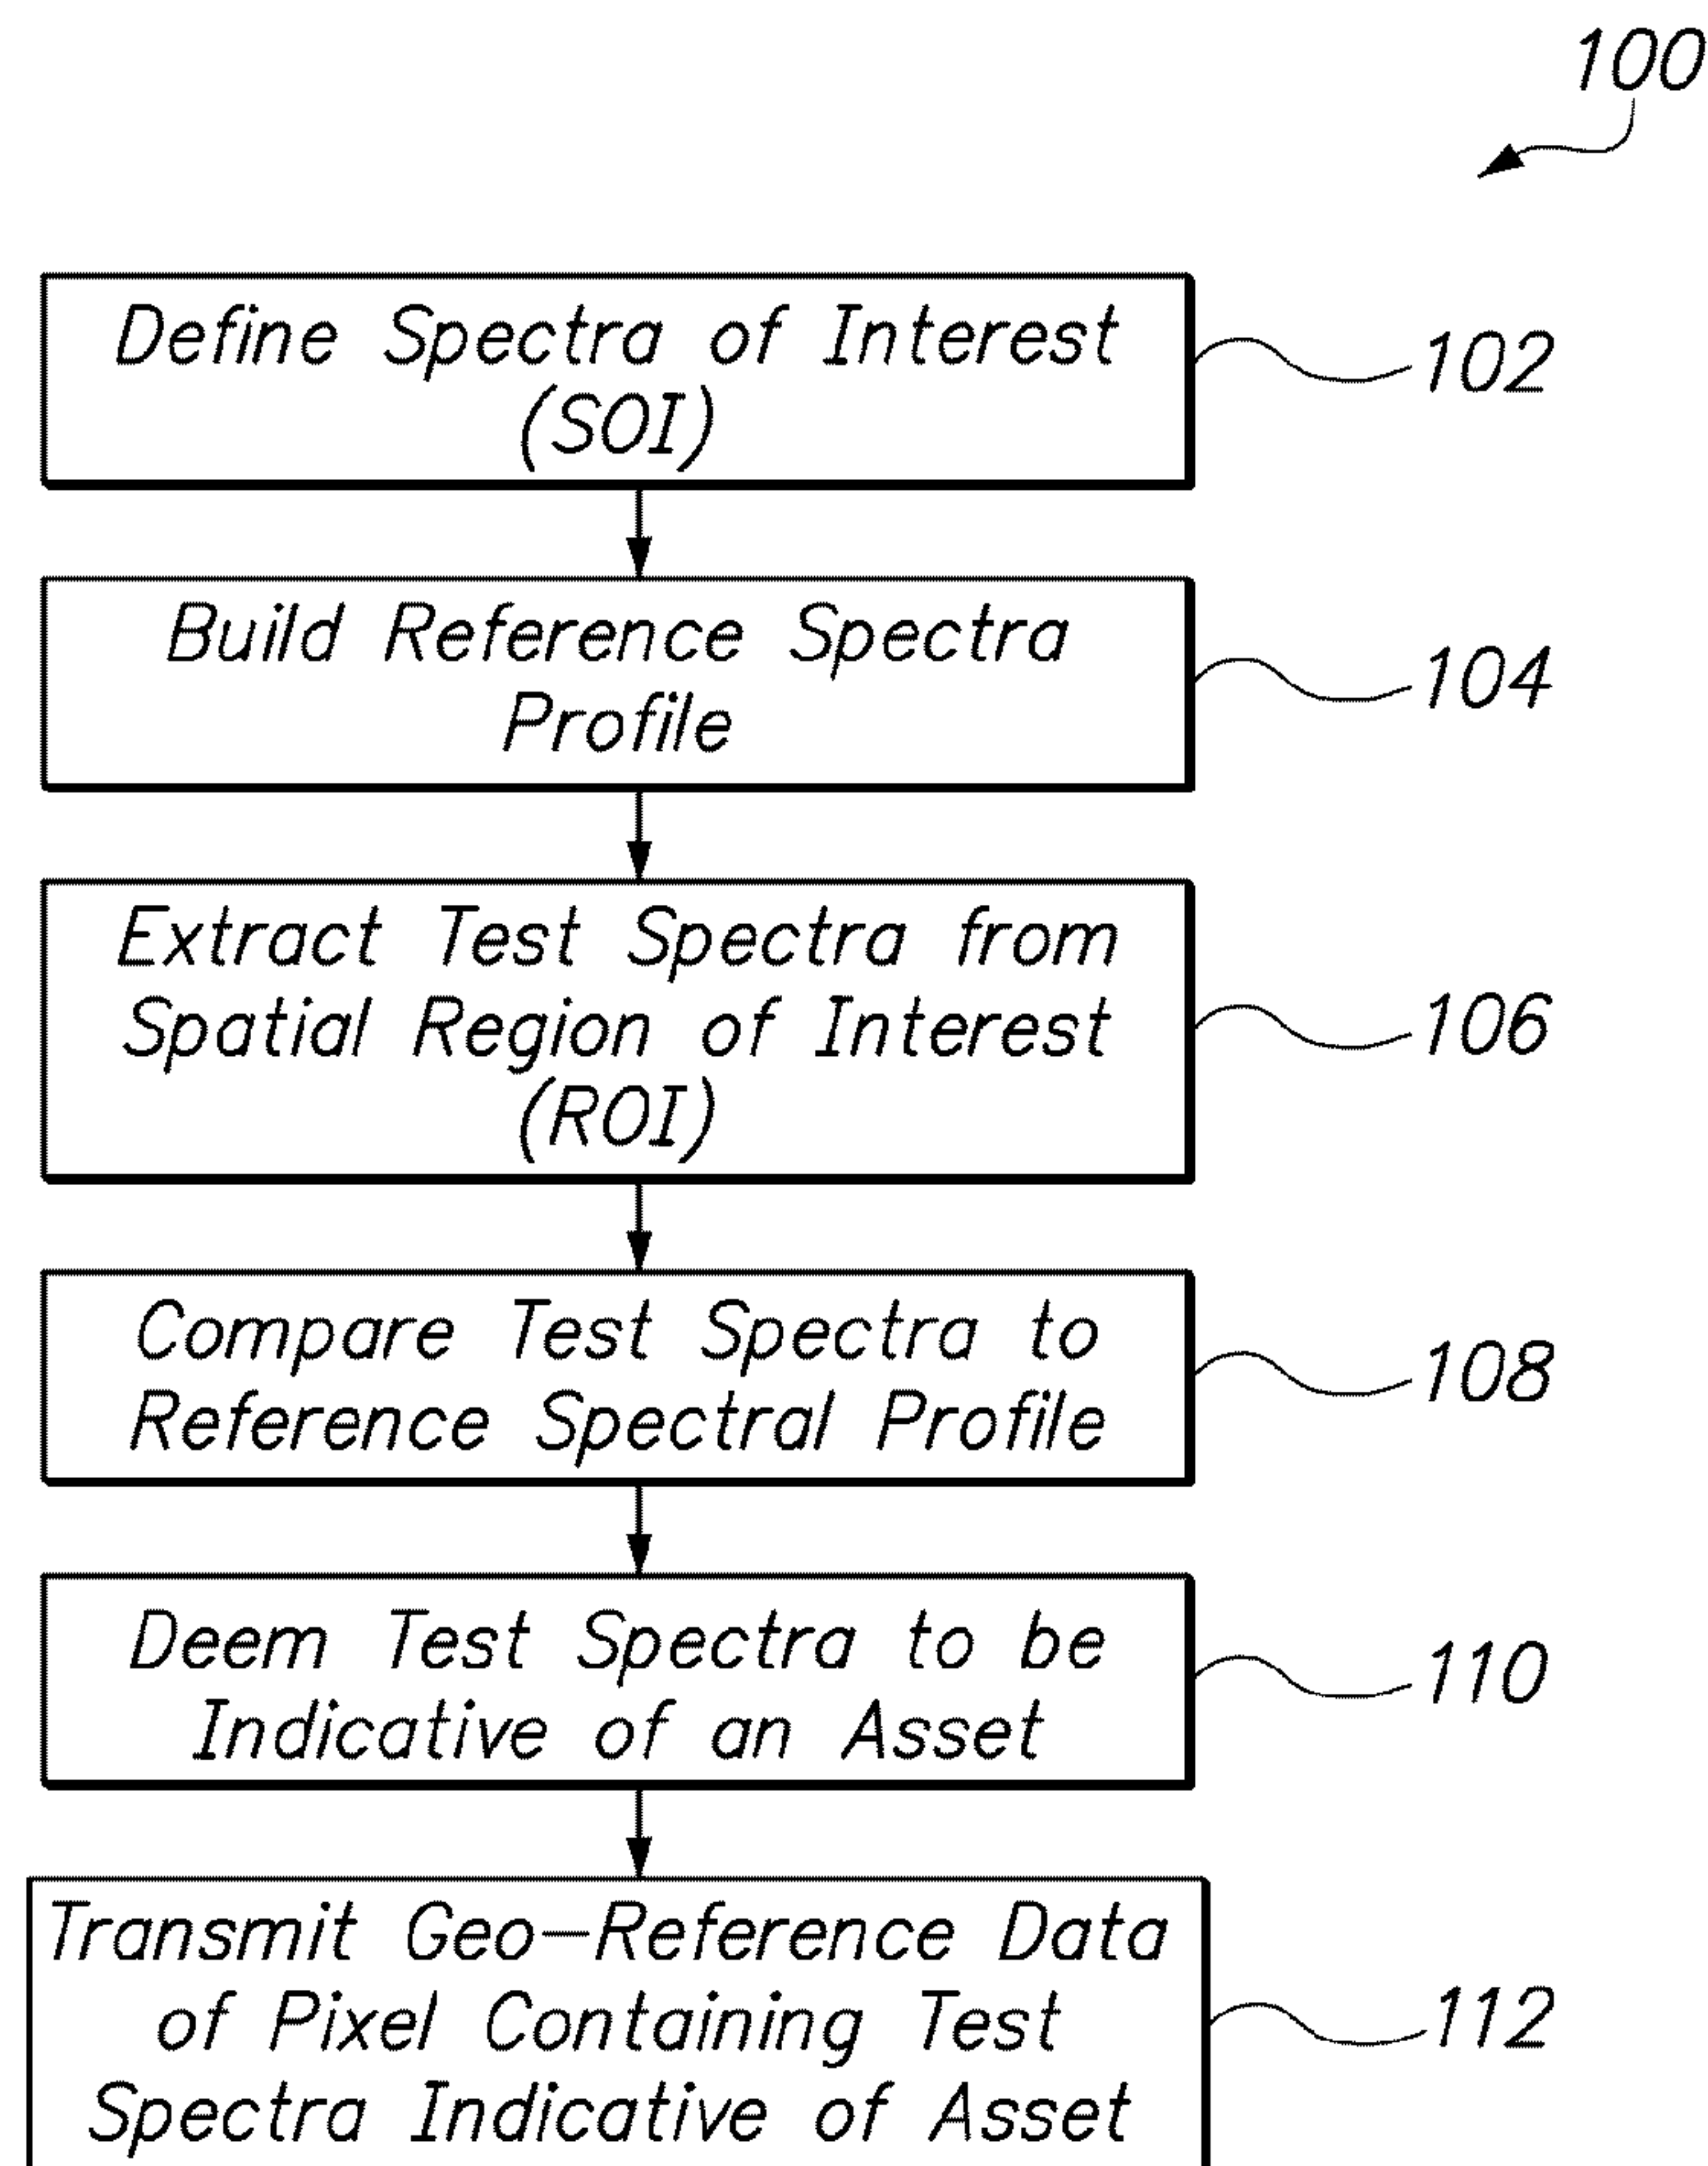 100
Define Spectra of Interest
(SOI)
102
Build Reference Spectra
Profile
104
Extract Test Spectra from
Spatial Region of Interest
(ROI)
106
Compare Test Spectra to
Reference Spectral Profile
108
Deem Test Spectra to be
Indicative of an Asset
110
Transmit Geo-Reference Data
of Pixel Containing Test
Spectra Indicative of Asset
112